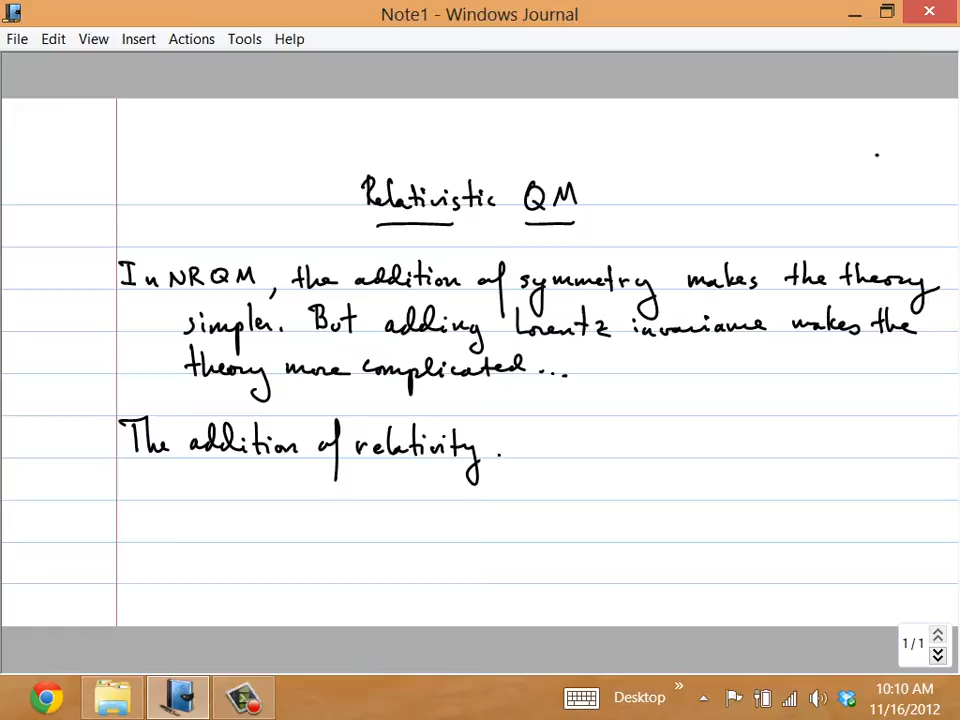 Note1 - Windows Journal
File Edit View Insert Actions Tools Help
Relativistic QM
In NRQM, the addition of symmetry makes the theory
simpler. But adding Lorentz invariance makes the
theory more complicated...
The addition of relativity.
1/1
Desktop
10:10 AM
11/16/2012